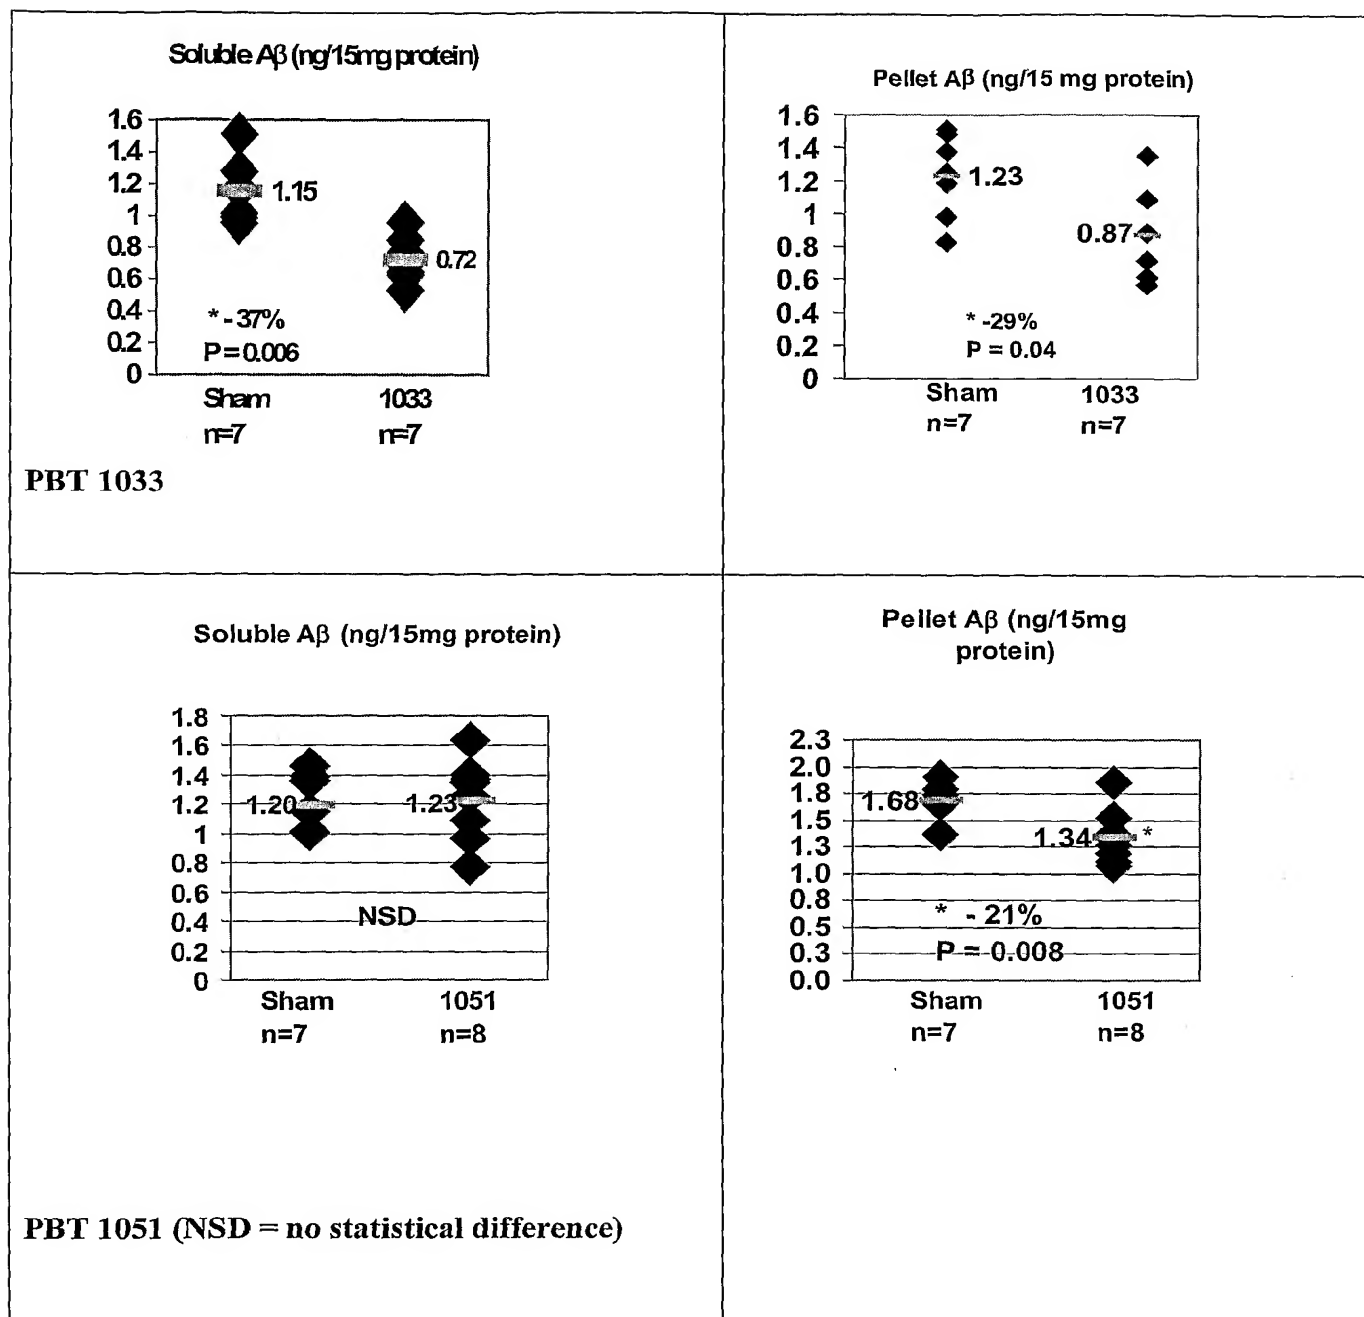 Soluble Aβ (ng/15mg protein)
1.6
1.4
1.2
1
0.8
0.6
0.4
0.2
0
1.15
0.72
* - 37%
P = 0.006
Sham 1033
n=7 n=7
PBT 1033
Pellet Aβ (ng/15 mg protein)
1.6
1.4
1.2
1
0.8
0.6
0.4
0.2
0
1.23
0.87
* -29%
P = 0.04
Sham 1033
n=7 n=7
Soluble Aβ (ng/15mg protein)
1.8
1.6
1.4
1.2
1
0.8
0.6
0.4
0.2
0
1.20
1.23
NSD
Sham 1051
n=7 n=8
PBT 1051 (NSD = no statistical difference)
Pellet Aβ (ng/15mg
protein)
2.3
2.0
1.8
1.5
1.3
1.0
0.8
0.5
0.3
0.0
1.68
1.34 *
* - 21%
P = 0.008
Sham 1051
n=7 n=8